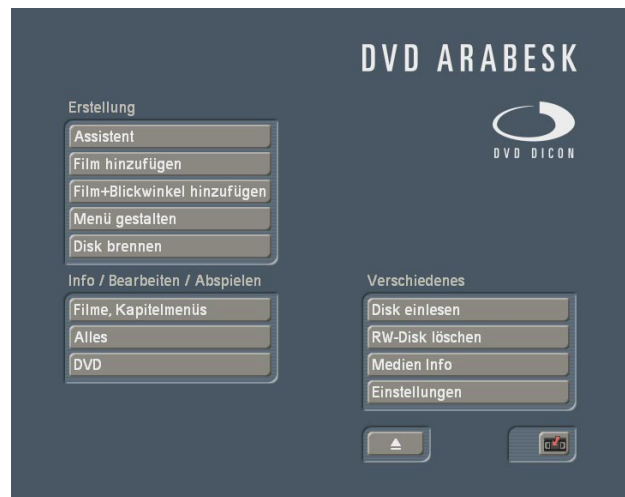 DVD ARABESK
DVD DICON
Erstellung
Assistent
Film hinzufügen
Film+Blickwinkel hinzufügen
Menü gestalten
Disk brennen
Info / Bearbeiten / Abspielen
Filme, Kapitelmenüs
Alles
DVD
Verschiedenes
Disk einlesen
RW-Disk löschen
Medien Info
Einstellungen